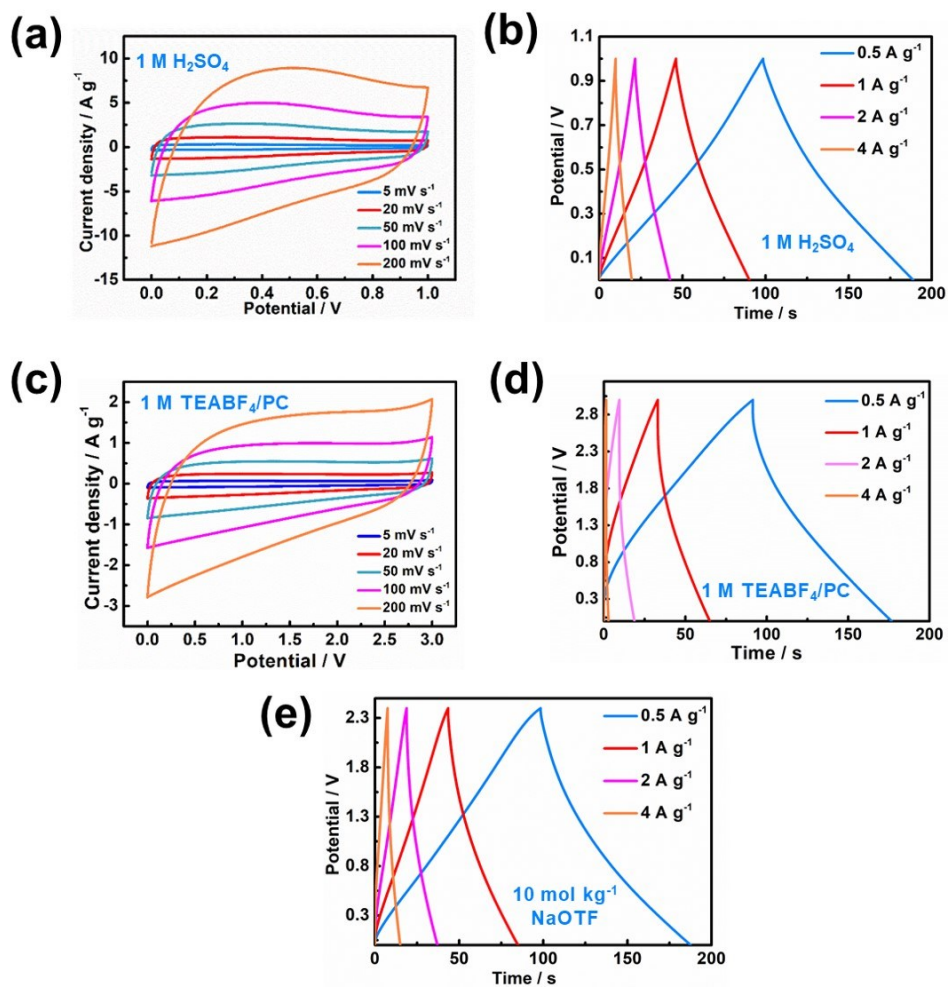 (a)
1 M H₂SO₄
Current density / A g⁻¹
10
5
0
-5
-10
-15
5 mV s⁻¹
20 mV s⁻¹
50 mV s⁻¹
100 mV s⁻¹
200 mV s⁻¹
0.0 0.2 0.4 0.6 0.8 1.0
Potential / V
(b)
Potential / V
1.1
0.9
0.6
0.3
0.1
0.5 A g⁻¹
1 A g⁻¹
2 A g⁻¹
4 A g⁻¹
1 M H₂SO₄
0 50 100 150 200
Time / s
(c)
1 M TEABF₄/PC
Current density / A g⁻¹
2
1
0
-1
-2
-3
5 mV s⁻¹
20 mV s⁻¹
50 mV s⁻¹
100 mV s⁻¹
200 mV s⁻¹
0.0 0.5 1.0 1.5 2.0 2.5 3.0
Potential / V
(d)
Potential / V
2.8
2.3
1.8
1.3
0.8
0.3
0.5 A g⁻¹
1 A g⁻¹
2 A g⁻¹
4 A g⁻¹
1 M TEABF₄/PC
0 50 100 150 200
Time / s
(e)
Potential / V
2.3
1.8
1.3
0.8
0.3
0.5 A g⁻¹
1 A g⁻¹
2 A g⁻¹
4 A g⁻¹
10 mol kg⁻¹
NaOTF
0 50 100 150 200
Time / s